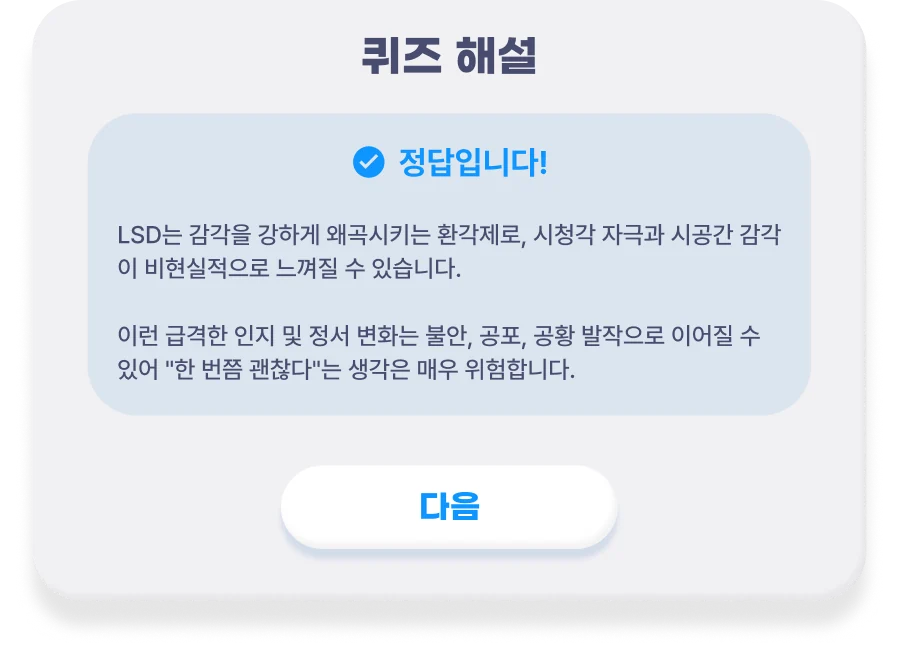 퀴즈 해설
정답입니다!
LSD는 감각을 강하게 왜곡시키는 환각제로, 시청각 자극과 시공간 감각
이 비현실적으로 느껴질 수 있습니다.
이런 급격한 인지 및 정서 변화는 불안, 공포, 공황 발작으로 이어질 수
있어 "한 번쯤 괜찮다"는 생각은 매우 위험합니다.
다음